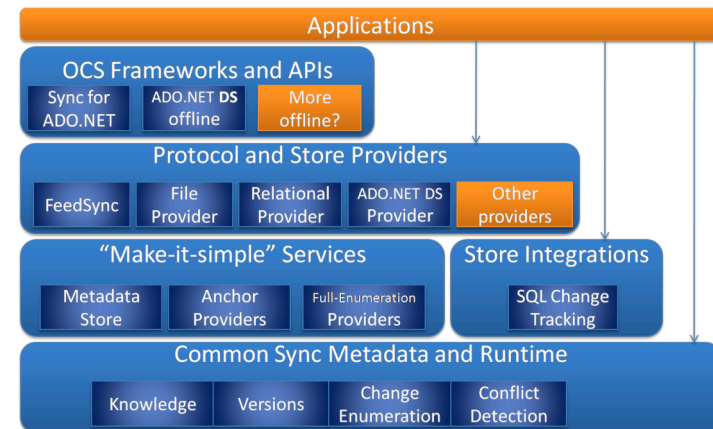 Applications
OCS Frameworks and APIs
Sync for
ADO.NET
ADO.NET DS
offline
More
offline?
Protocol and Store Providers
FeedSync
File
Provider
Relational
Provider
ADO.NET DS
Provider
Other
providers
“Make-it-simple” Services
Metadata
Store
Anchor
Providers
Full-Enumeration
Providers
Store Integrations
SQL Change
Tracking
Common Sync Metadata and Runtime
Knowledge
Versions
Change
Enumeration
Conflict
Detection